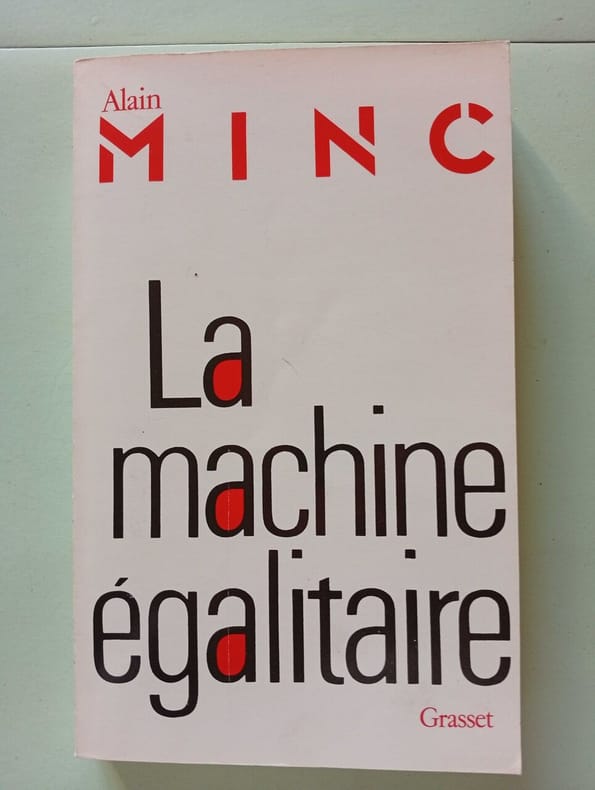 Alain
MINC
La
machine
égalitaire
Grasset